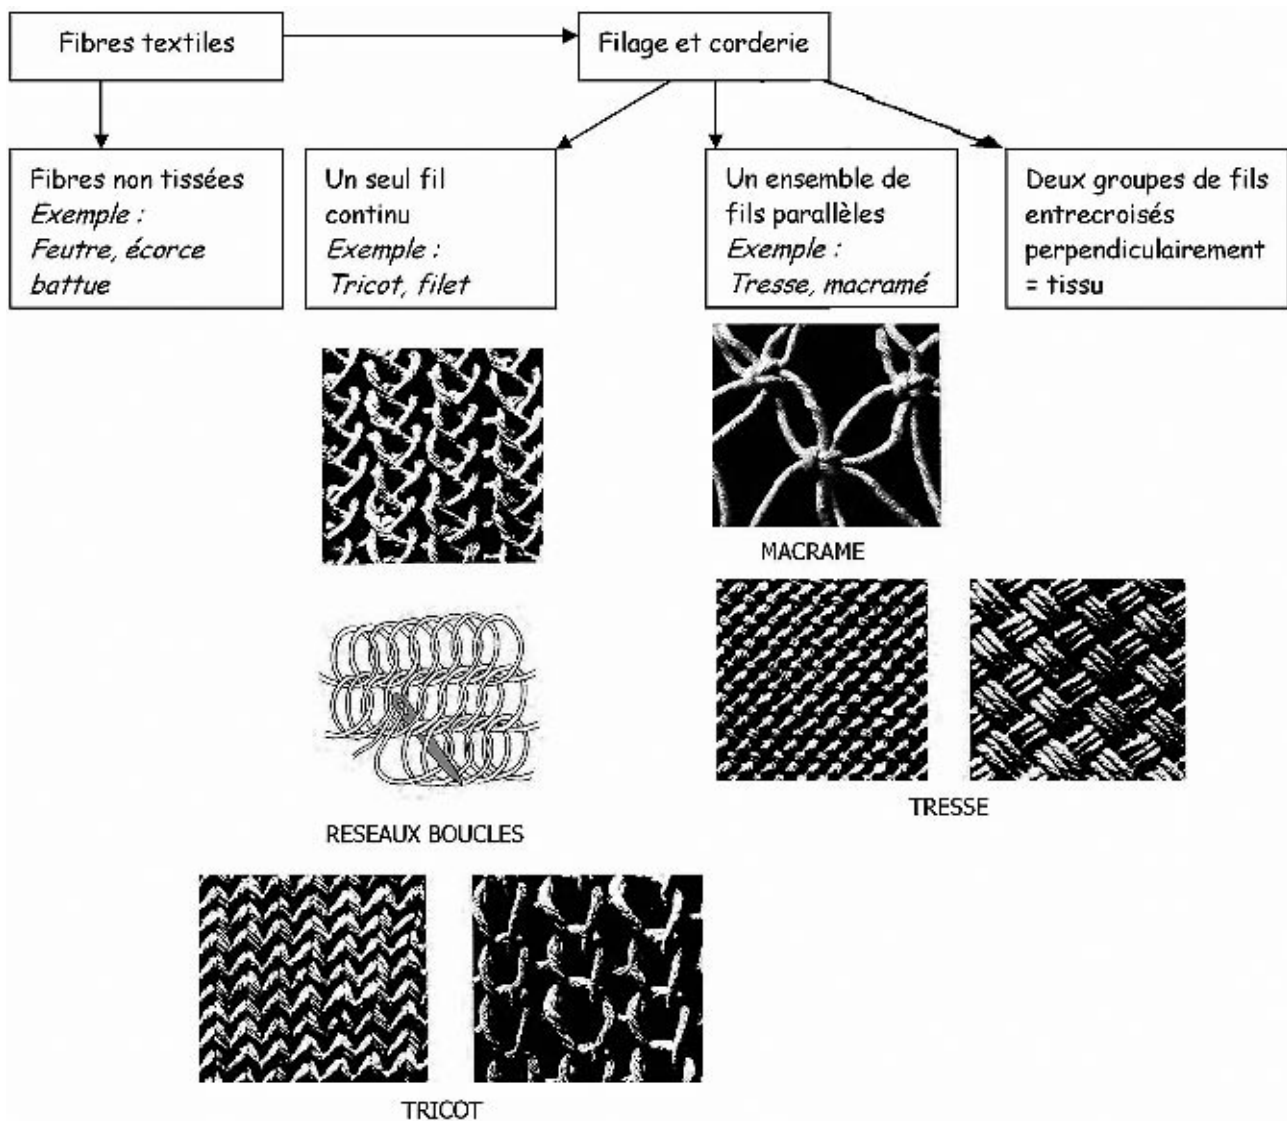 Fibres textiles
Filage et corderie
Fibres non tissées
Exemple :
Feutre, écorce
battue
Un seul fil
continu
Exemple :
Tricot, filet
Un ensemble de
fils parallèles
Exemple :
Tresse, macramé
Deux groupes de fils
entrecroisés
perpendiculairement
= tissu
MACRAME
TRESSE
RESEAUX BOUCLES
TRICOT